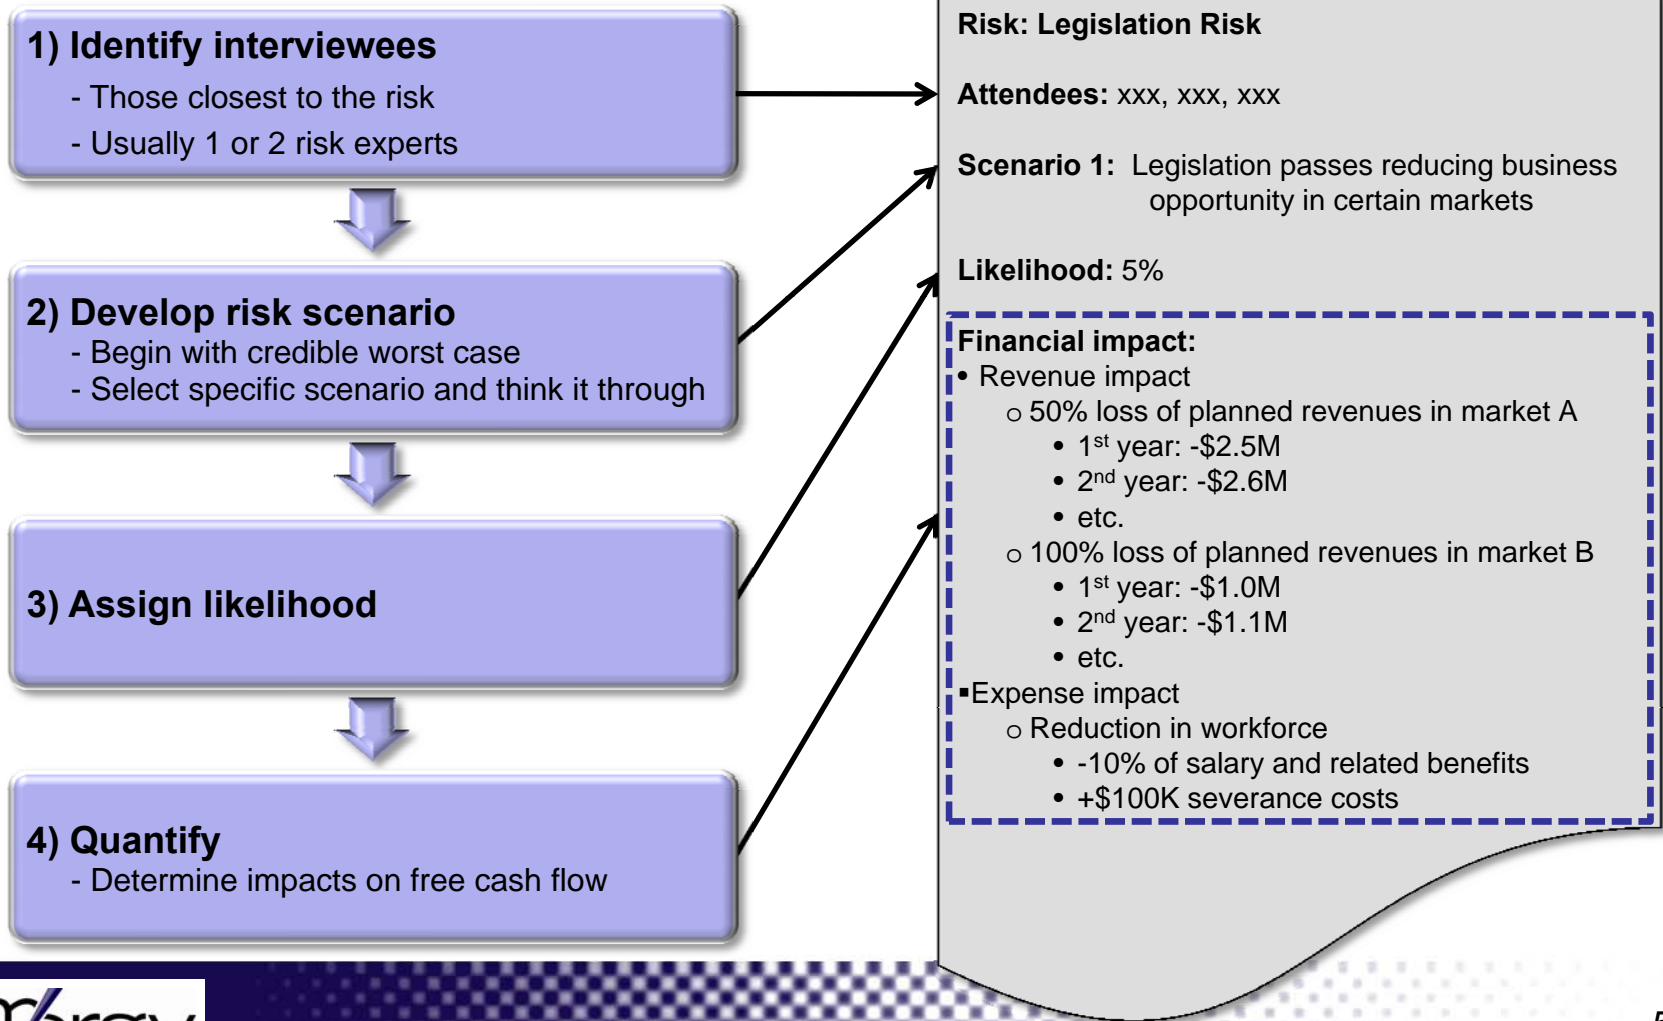 1) Identify interviewees
- Those closest to the risk
- Usually 1 or 2 risk experts
2) Develop risk scenario
- Begin with credible worst case
- Select specific scenario and think it through
3) Assign likelihood
4) Quantify
- Determine impacts on free cash flow
Risk: Legislation Risk
Attendees: xxx, xxx, xxx
Scenario 1: Legislation passes reducing business
opportunity in certain markets
Likelihood: 5%
Financial impact:
• Revenue impact
o 50% loss of planned revenues in market A
• 1st year: -$2.5M
• 2nd year: -$2.6M
• etc.
o 100% loss of planned revenues in market B
• 1st year: -$1.0M
• 2nd year: -$1.1M
• etc.
▪Expense impact
o Reduction in workforce
• -10% of salary and related benefits
• +$100K severance costs